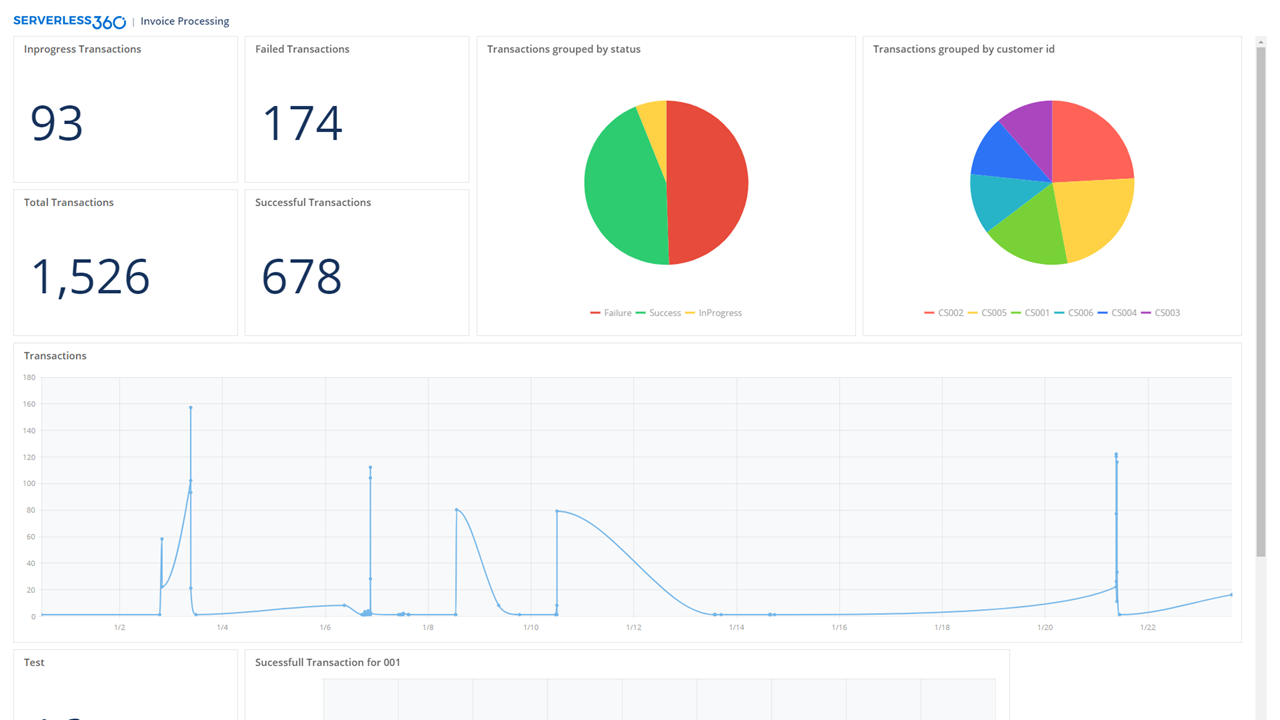 SERVERLESS360 | Invoice Processing
Inprogress Transactions
93
Failed Transactions
174
Total Transactions
1,526
Successful Transactions
678
Transactions grouped by status
Failure Success InProgress
Transactions grouped by customer id
CS002 CS005 CS001 CS006 CS004 CS003
Transactions
180
160
140
120
100
80
60
40
20
0
1/2 1/4 1/6 1/8 1/10 1/12 1/14 1/16 1/18 1/20 1/22
Test
Sucessfull Transaction for 001